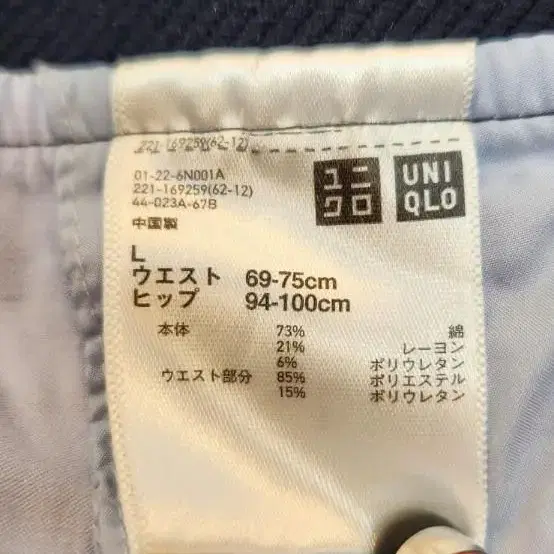 221-169259(62-12)
ユニ
クロ
UNI
QLO
01-22-6N001A
221-169259(62-12)
44-023A-67B
中国製
L
ウエスト 69-75cm
ヒップ 94-100cm
本体 73% 綿
21% レーヨン
6% ポリウレタン
ウエスト部分 85% ポリエステル
15% ポリウレタン